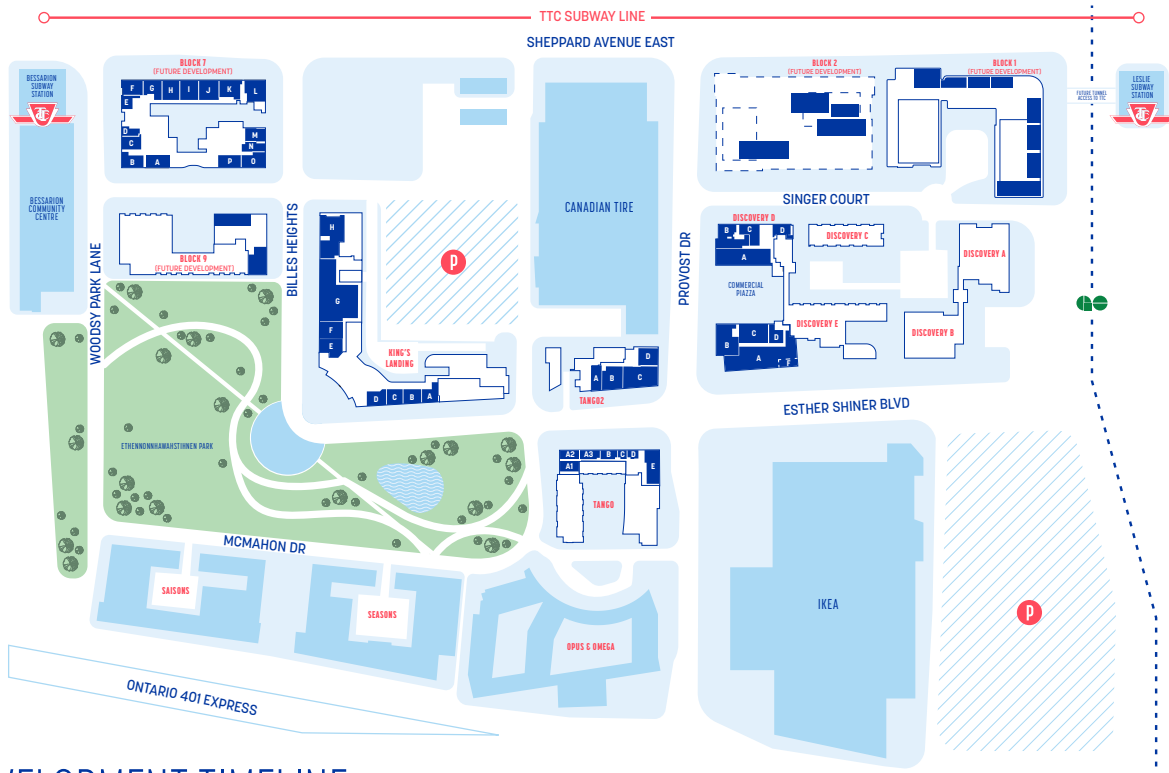 TTC SUBWAY LINE
SHEPPARD AVENUE EAST
BESSARION
SUBWAY
STATION
BLOCK 7
(FUTURE DEVELOPMENT)
F G H I J K L
E
D
C
B A
M
N
P O
BLOCK 2
(FUTURE DEVELOPMENT)
BLOCK 1
(FUTURE DEVELOPMENT)
FUTURE TUNNEL
ACCESS TO TTC
LESLIE
SUBWAY
STATION
BESSARION
COMMUNITY
CENTRE
WOODSY PARK LANE
BLOCK 9
(FUTURE DEVELOPMENT)
BILLES HEIGHTS
H
G
F
E
D C B A
KING'S
LANDING
P
CANADIAN TIRE
PROVOST DR
SINGER COURT
DISCOVERY D
B C D
A
COMMERCIAL
PIAZZA
DISCOVERY C
DISCOVERY A
DISCOVERY E
DISCOVERY B
B C D
A F
GO
D
A B C
TANGO2
ESTHER SHINER BLVD
ETHENNONNHAWAHSTIHNEN PARK
A2 A3 B C D
A1
E
TANGO
MCMAHON DR
SAISONS
SEASONS
OPUS & OMEGA
IKEA
P
ONTARIO 401 EXPRESS